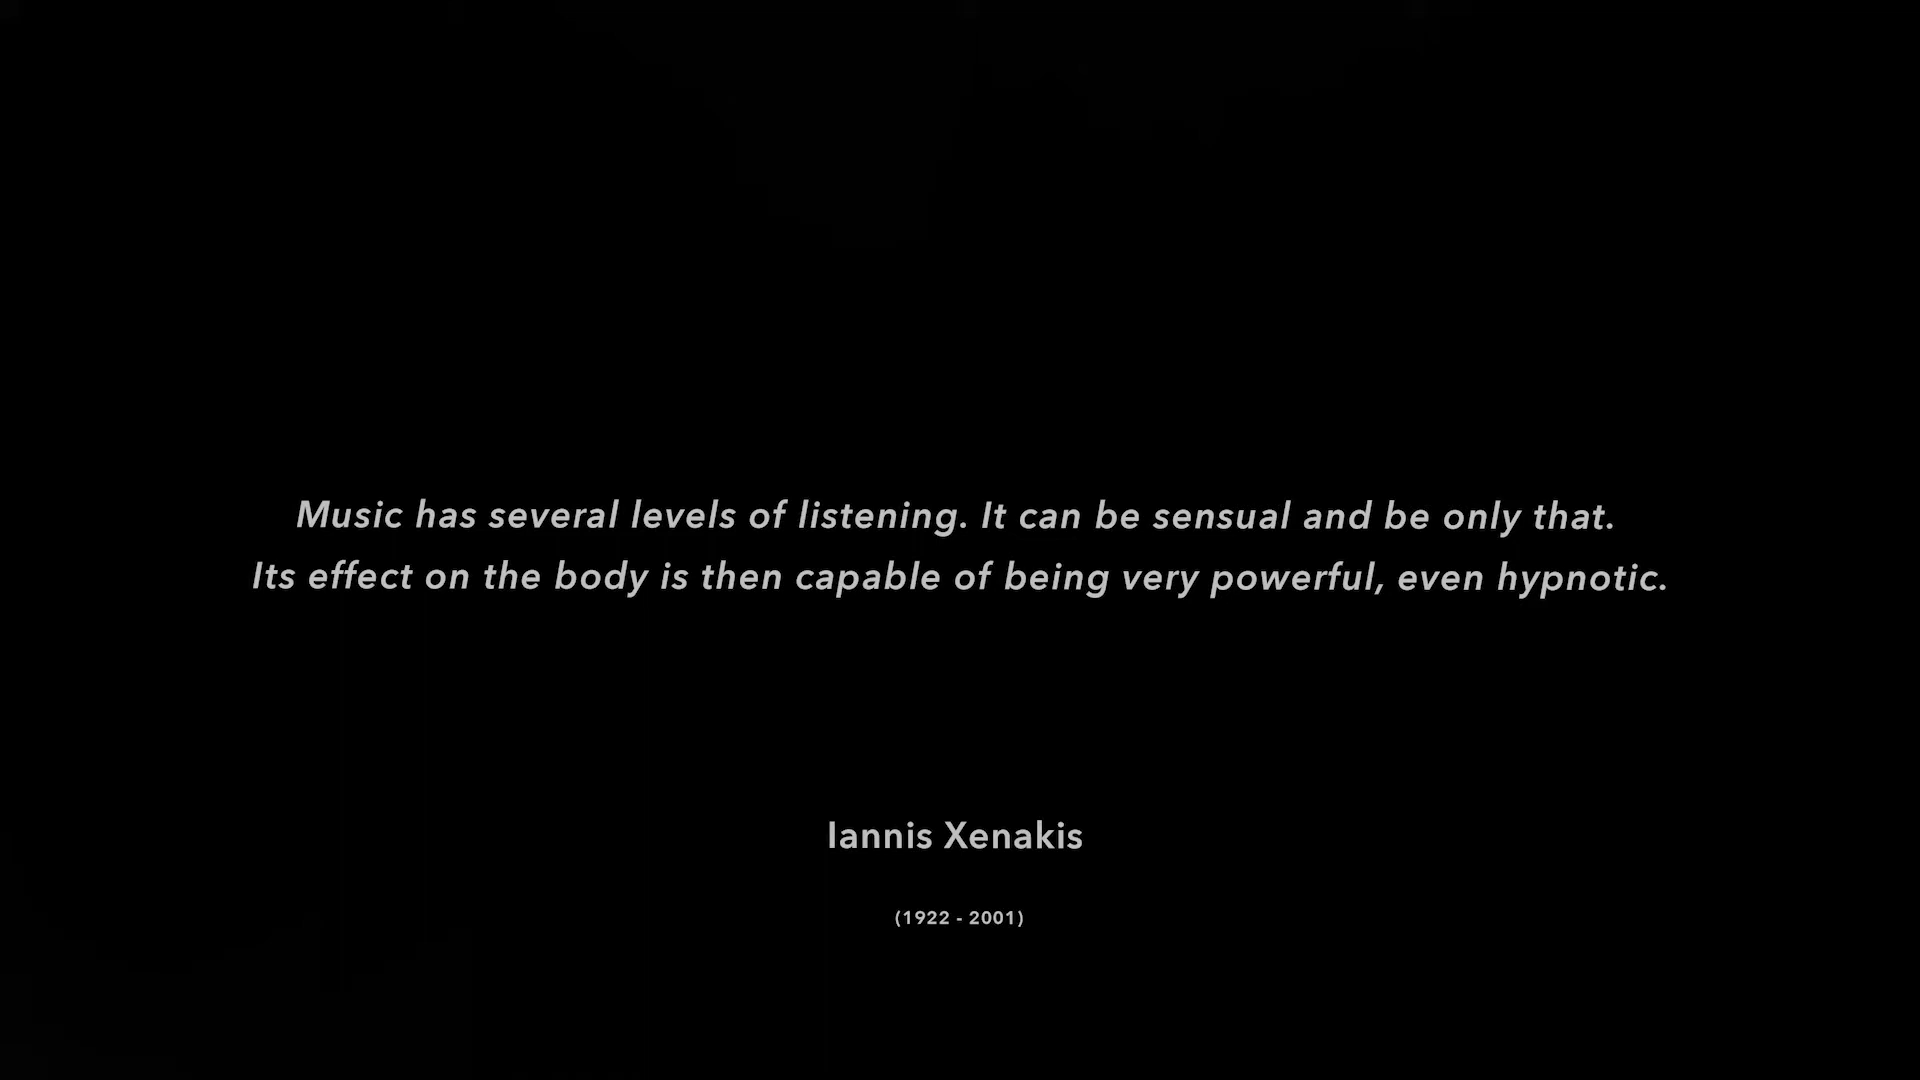 Music has several levels of listening. It can be sensual and be only that.
Its effect on the body is then capable of being very powerful, even hypnotic.
Iannis Xenakis
(1922 - 2001)